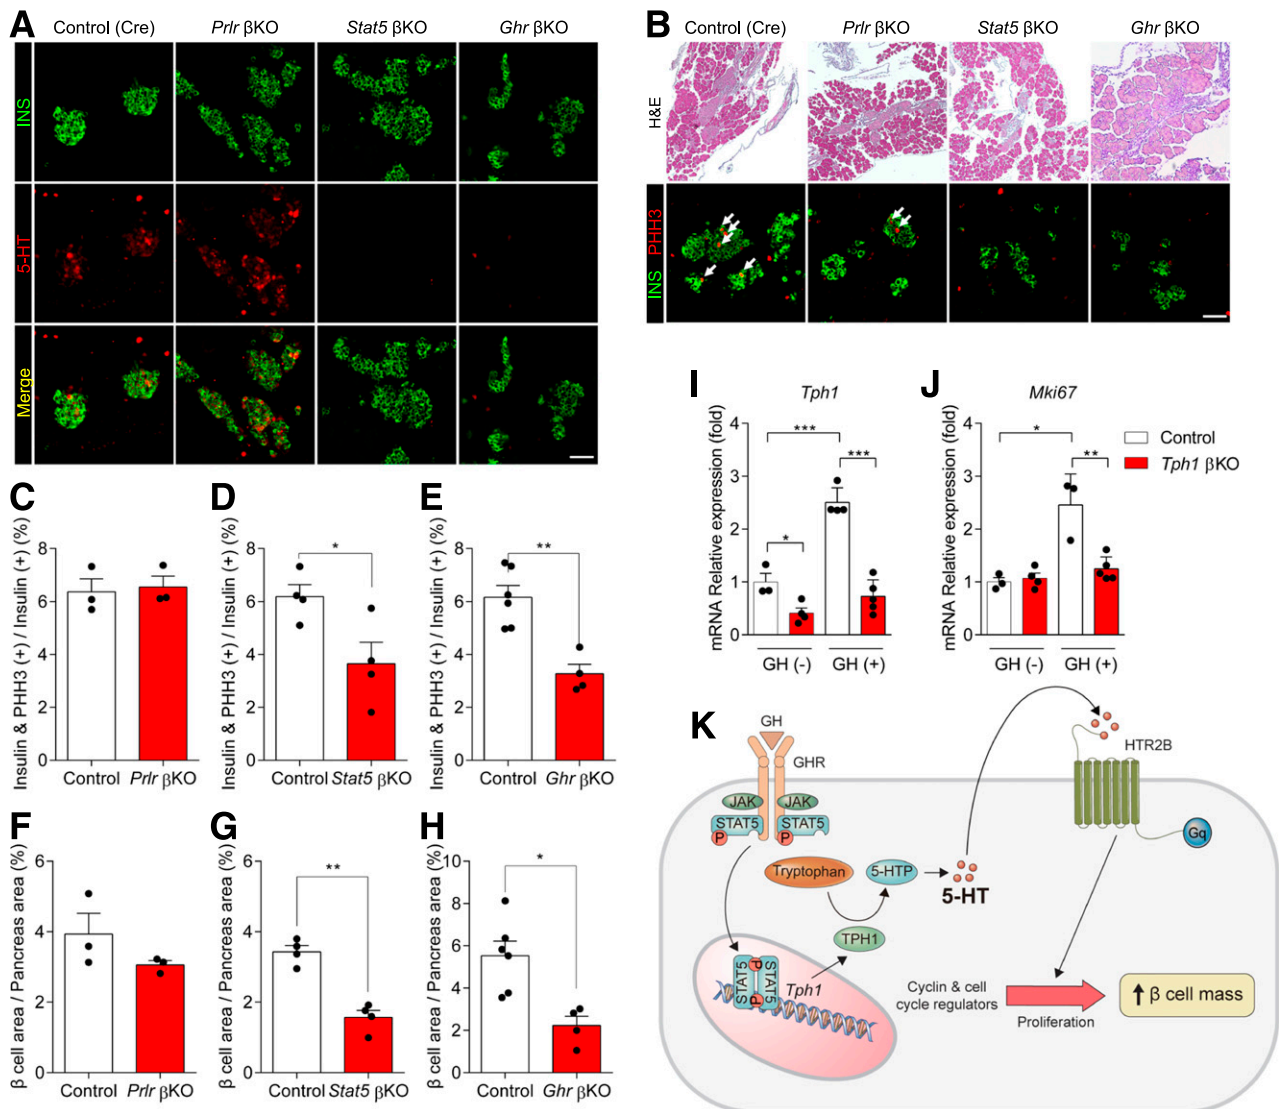 A
Control (Cre)
Prlr βKO
Stat5 βKO
Ghr βKO
INS
5-HT
Merge
B
Control (Cre)
Prlr βKO
Stat5 βKO
Ghr βKO
H&E
INS PHH3
C
Insulin & PHH3 (+) / Insulin (+) (%)
8
6
4
2
0
Control Prlr βKO
D
Insulin & PHH3 (+) / Insulin (+) (%)
8
6
4
2
0
*
Control Stat5 βKO
E
Insulin & PHH3 (+) / Insulin (+) (%)
8
6
4
2
0
**
Control Ghr βKO
F
β cell area / Pancreas area (%)
6
4
2
0
Control Prlr βKO
G
β cell area / Pancreas area (%)
6
4
2
0
**
Control Stat5 βKO
H
β cell area / Pancreas area (%)
10
8
6
4
2
0
*
Control Ghr βKO
I
Tph1
mRNA Relative expression (fold)
4
3
2
1
0
***
***
*
GH (-) GH (+)
J
Mki67
mRNA Relative expression (fold)
4
3
2
1
0
*
**
GH (-) GH (+)
Control
Tph1 βKO
K
GH
GHR
JAK JAK
STAT5 STAT5
P P
HTR2B
Gq
Tryptophan
5-HTP
5-HT
TPH1
STAT5 P P STAT5
Tph1
Cyclin & cell
cycle regulators
Proliferation
β cell mass